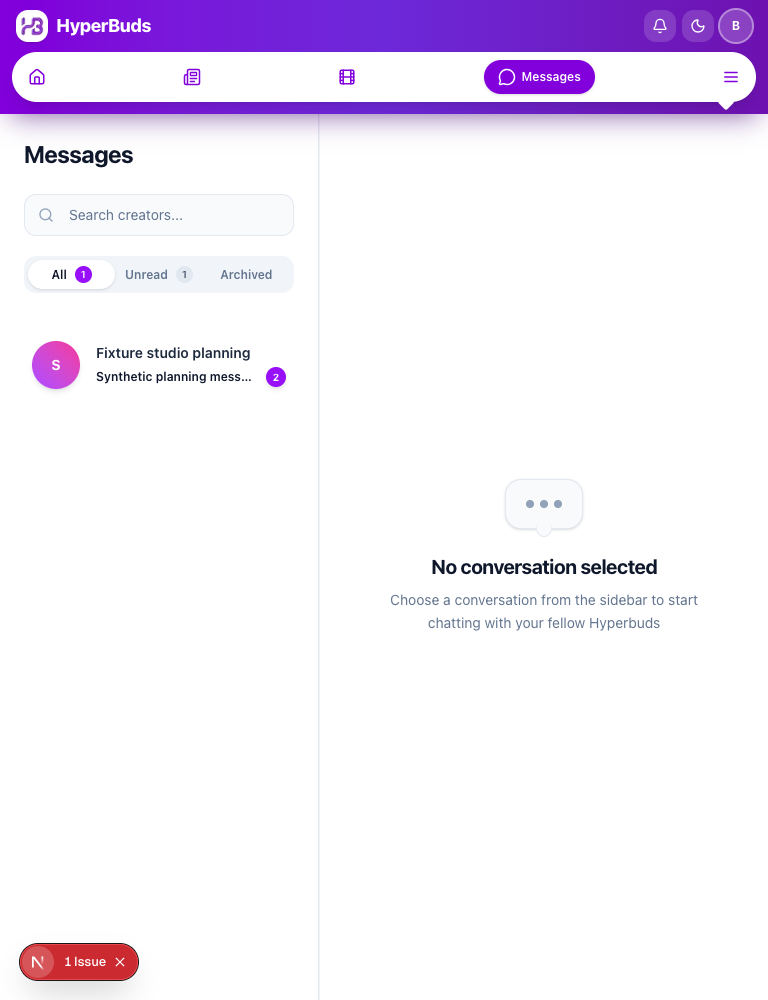 HyperBuds
B
Messages
Messages
Search creators...
All 1 Unread 1 Archived
S
Fixture studio planning
Synthetic planning mess... 2
No conversation selected
Choose a conversation from the sidebar to start
chatting with your fellow Hyperbuds
N 1 Issue